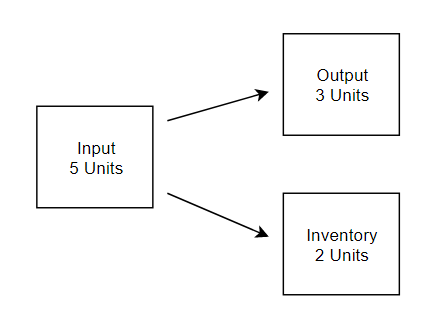 Input
5 Units
Output
3 Units
Inventory
2 Units